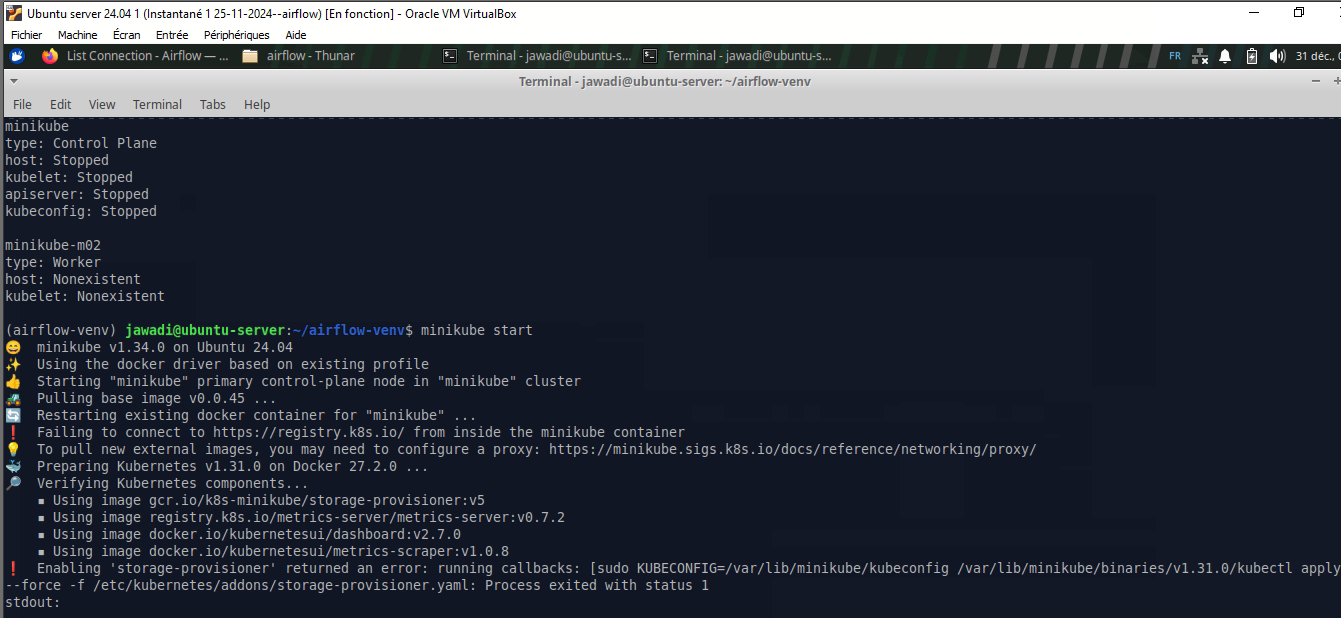 Ubuntu server 24.04 1 (Instantané 1 25-11-2024--airflow) [En fonction] - Oracle VM VirtualBox
Fichier Machine Écran Entrée Périphériques Aide
List Connection - Airflow — ... airflow - Thunar Terminal - jawadi@ubuntu-s... Terminal - jawadi@ubuntu-s... FR 31 déc.,
Terminal - jawadi@ubuntu-server: ~/airflow-venv
File Edit View Terminal Tabs Help
minikube
type: Control Plane
host: Stopped
kubelet: Stopped
apiserver: Stopped
kubeconfig: Stopped
minikube-m02
type: Worker
host: Nonexistent
kubelet: Nonexistent
(airflow-venv) jawadi@ubuntu-server:~/airflow-venv$ minikube start
minikube v1.34.0 on Ubuntu 24.04
Using the docker driver based on existing profile
Starting "minikube" primary control-plane node in "minikube" cluster
Pulling base image v0.0.45 ...
Restarting existing docker container for "minikube" ...
Failing to connect to https://registry.k8s.io/ from inside the minikube container
To pull new external images, you may need to configure a proxy: https://minikube.sigs.k8s.io/docs/reference/networking/proxy/
Preparing Kubernetes v1.31.0 on Docker 27.2.0 ...
Verifying Kubernetes components...
▪ Using image gcr.io/k8s-minikube/storage-provisioner:v5
▪ Using image registry.k8s.io/metrics-server/metrics-server:v0.7.2
▪ Using image docker.io/kubernetesui/dashboard:v2.7.0
▪ Using image docker.io/kubernetesui/metrics-scraper:v1.0.8
Enabling 'storage-provisioner' returned an error: running callbacks: [sudo KUBECONFIG=/var/lib/minikube/kubeconfig /var/lib/minikube/binaries/v1.31.0/kubectl apply
--force -f /etc/kubernetes/addons/storage-provisioner.yaml: Process exited with status 1
stdout: